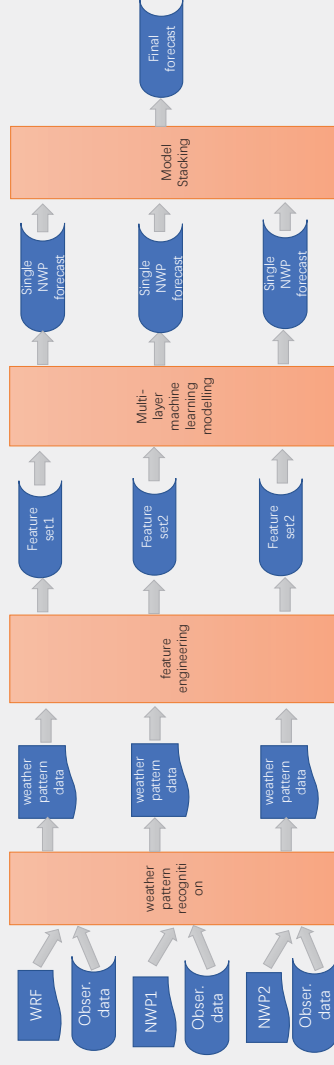 WRF
Obser.
data
NWP1
Obser.
data
NWP2
Obser.
data
weather
pattern
recogniti
on
weather
pattern
data
weather
pattern
data
weather
pattern
data
feature
engineering
Feature
set1
Feature
set2
Feature
set2
Multi-
layer
machine
learning
modelling
Single
NWP
forecast
Single
NWP
forecast
Single
NWP
forecast
Model
Stacking
Final
forecast